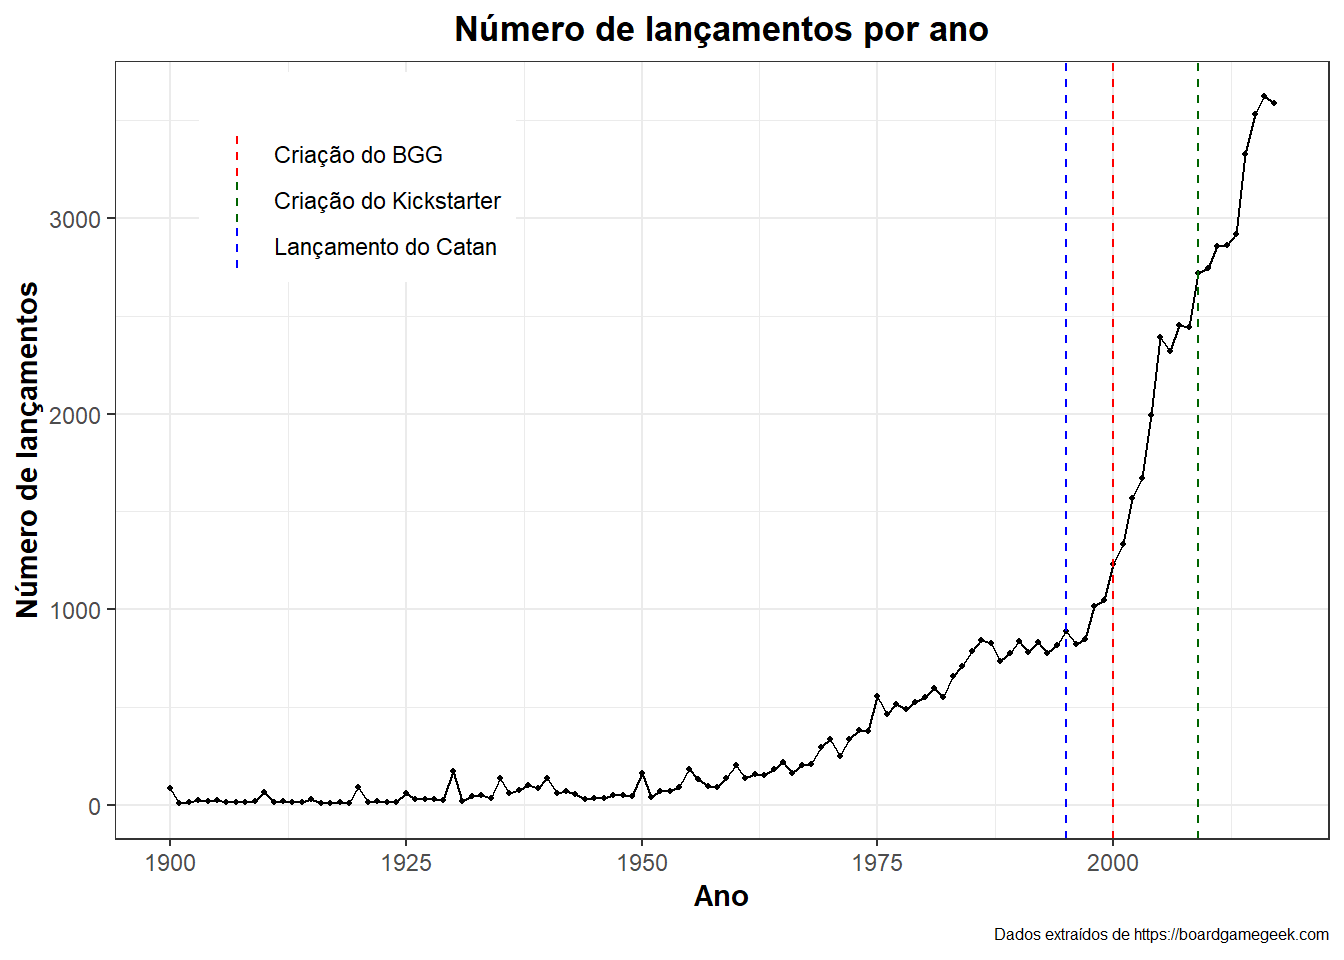 Número de lançamentos por ano
Criação do BGG
Criação do Kickstarter
Lançamento do Catan
Número de lançamentos
3000
2000
1000
0
1900 1925 1950 1975 2000
Ano
Dados extraídos de https://boardgamegeek.com